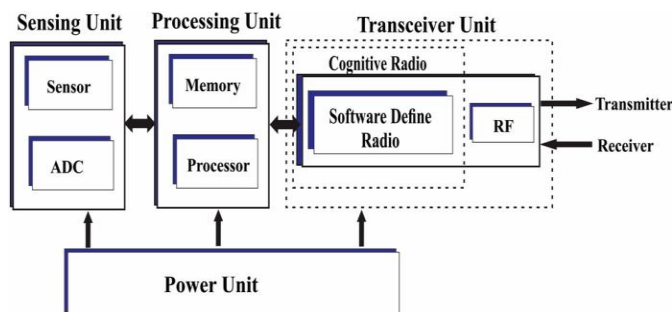 Sensing Unit
Processing Unit
Transceiver Unit
Cognitive Radio
Sensor
Memory
Software Define
Radio
RF
Transmitter
Receiver
ADC
Processor
Power Unit